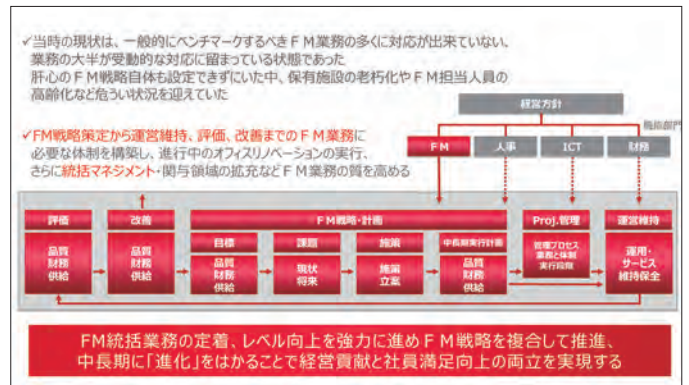 ✓当時の現状は、一般的にベンチマークするべきＦＭ業務の多くに対応が出来ていない、
業務の大半が受動的な対応に留まっている状態であった
肝心のＦＭ戦略自体も設定できずにいた中、保有施設の老朽化やＦＭ担当人員の
高齢化など危うい状況を迎えていた
経営方針
✓FM戦略策定から運営維持、評価、改善までのＦＭ業務に
必要な体制を構築し、進行中のオフィスリノベーションの実行、
さらに統括マネジメント・関与領域の拡充などＦＭ業務の質を高める
機能部門
ＦＭ
人事
ICT
財務
評価
改善
ＦＭ戦略・計画
Proj.管理
運営維持
目標
課題
施策
中長期実行計画
品質
財務
供給
品質
財務
供給
品質
財務
供給
現状
将来
施策
立案
品質
財務
供給
管理プロセス
業務と体制
実行段階
運用・
サービス
維持保全
FM統括業務の定着、レベル向上を強力に進めＦＭ戦略を複合して推進、
中長期に「進化」をはかることで経営貢献と社員満足向上の両立を実現する